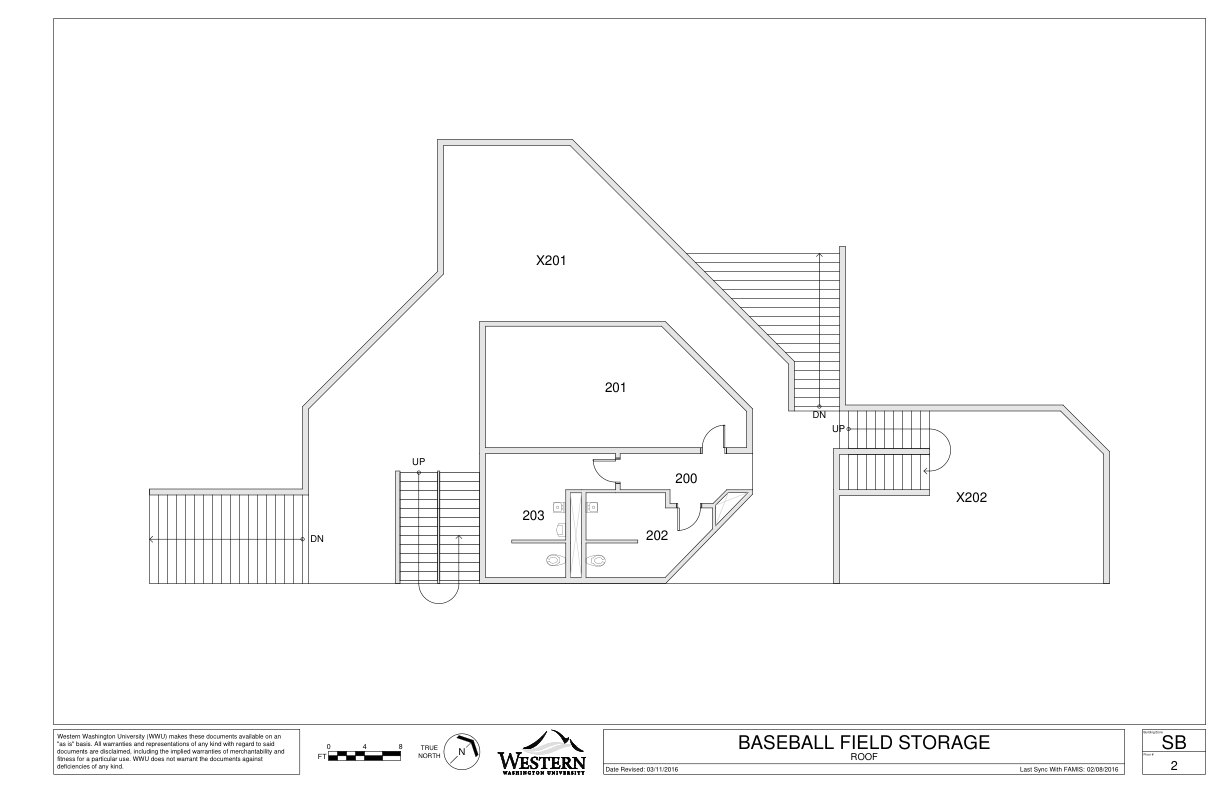 X201
201
DN
UP
UP
200
X202
203
202
DN
Western Washington University (WWU) makes these documents available on an
"as is" basis. All warranties and representations of any kind with regard to said
documents are disclaimed, including the implied warranties of merchantability and
fitness for a particular use. WWU does not warrant the documents against
deficiencies of any kind.
0 4 8
FT
TRUE
NORTH
N
WESTERN
WASHINGTON UNIVERSITY
BASEBALL FIELD STORAGE
ROOF
Date Revised: 03/11/2016
Last Sync With FAMIS: 02/08/2016
SB
2